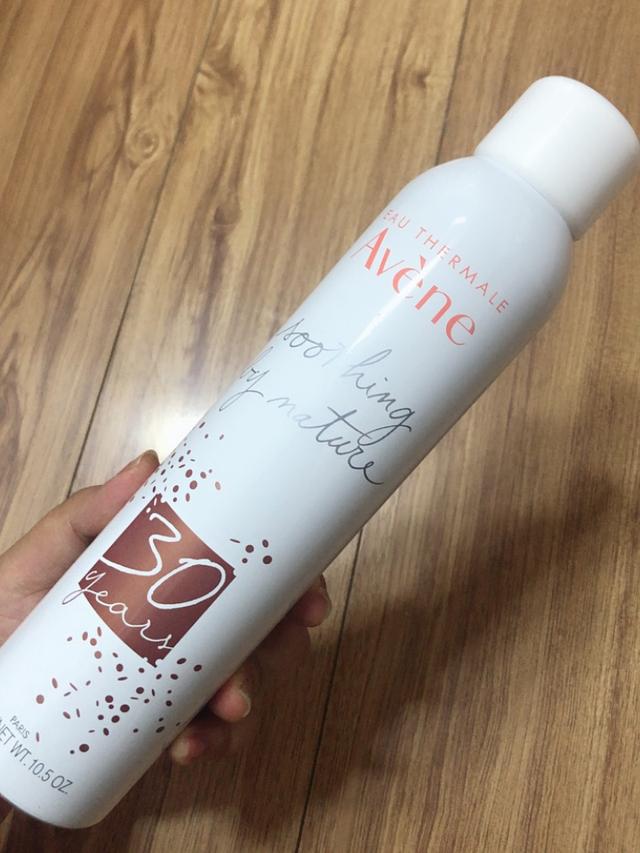 EAU THERMALE
Avène
soothing
by nature
30
years
PARIS
NET WT. 10.5 OZ.